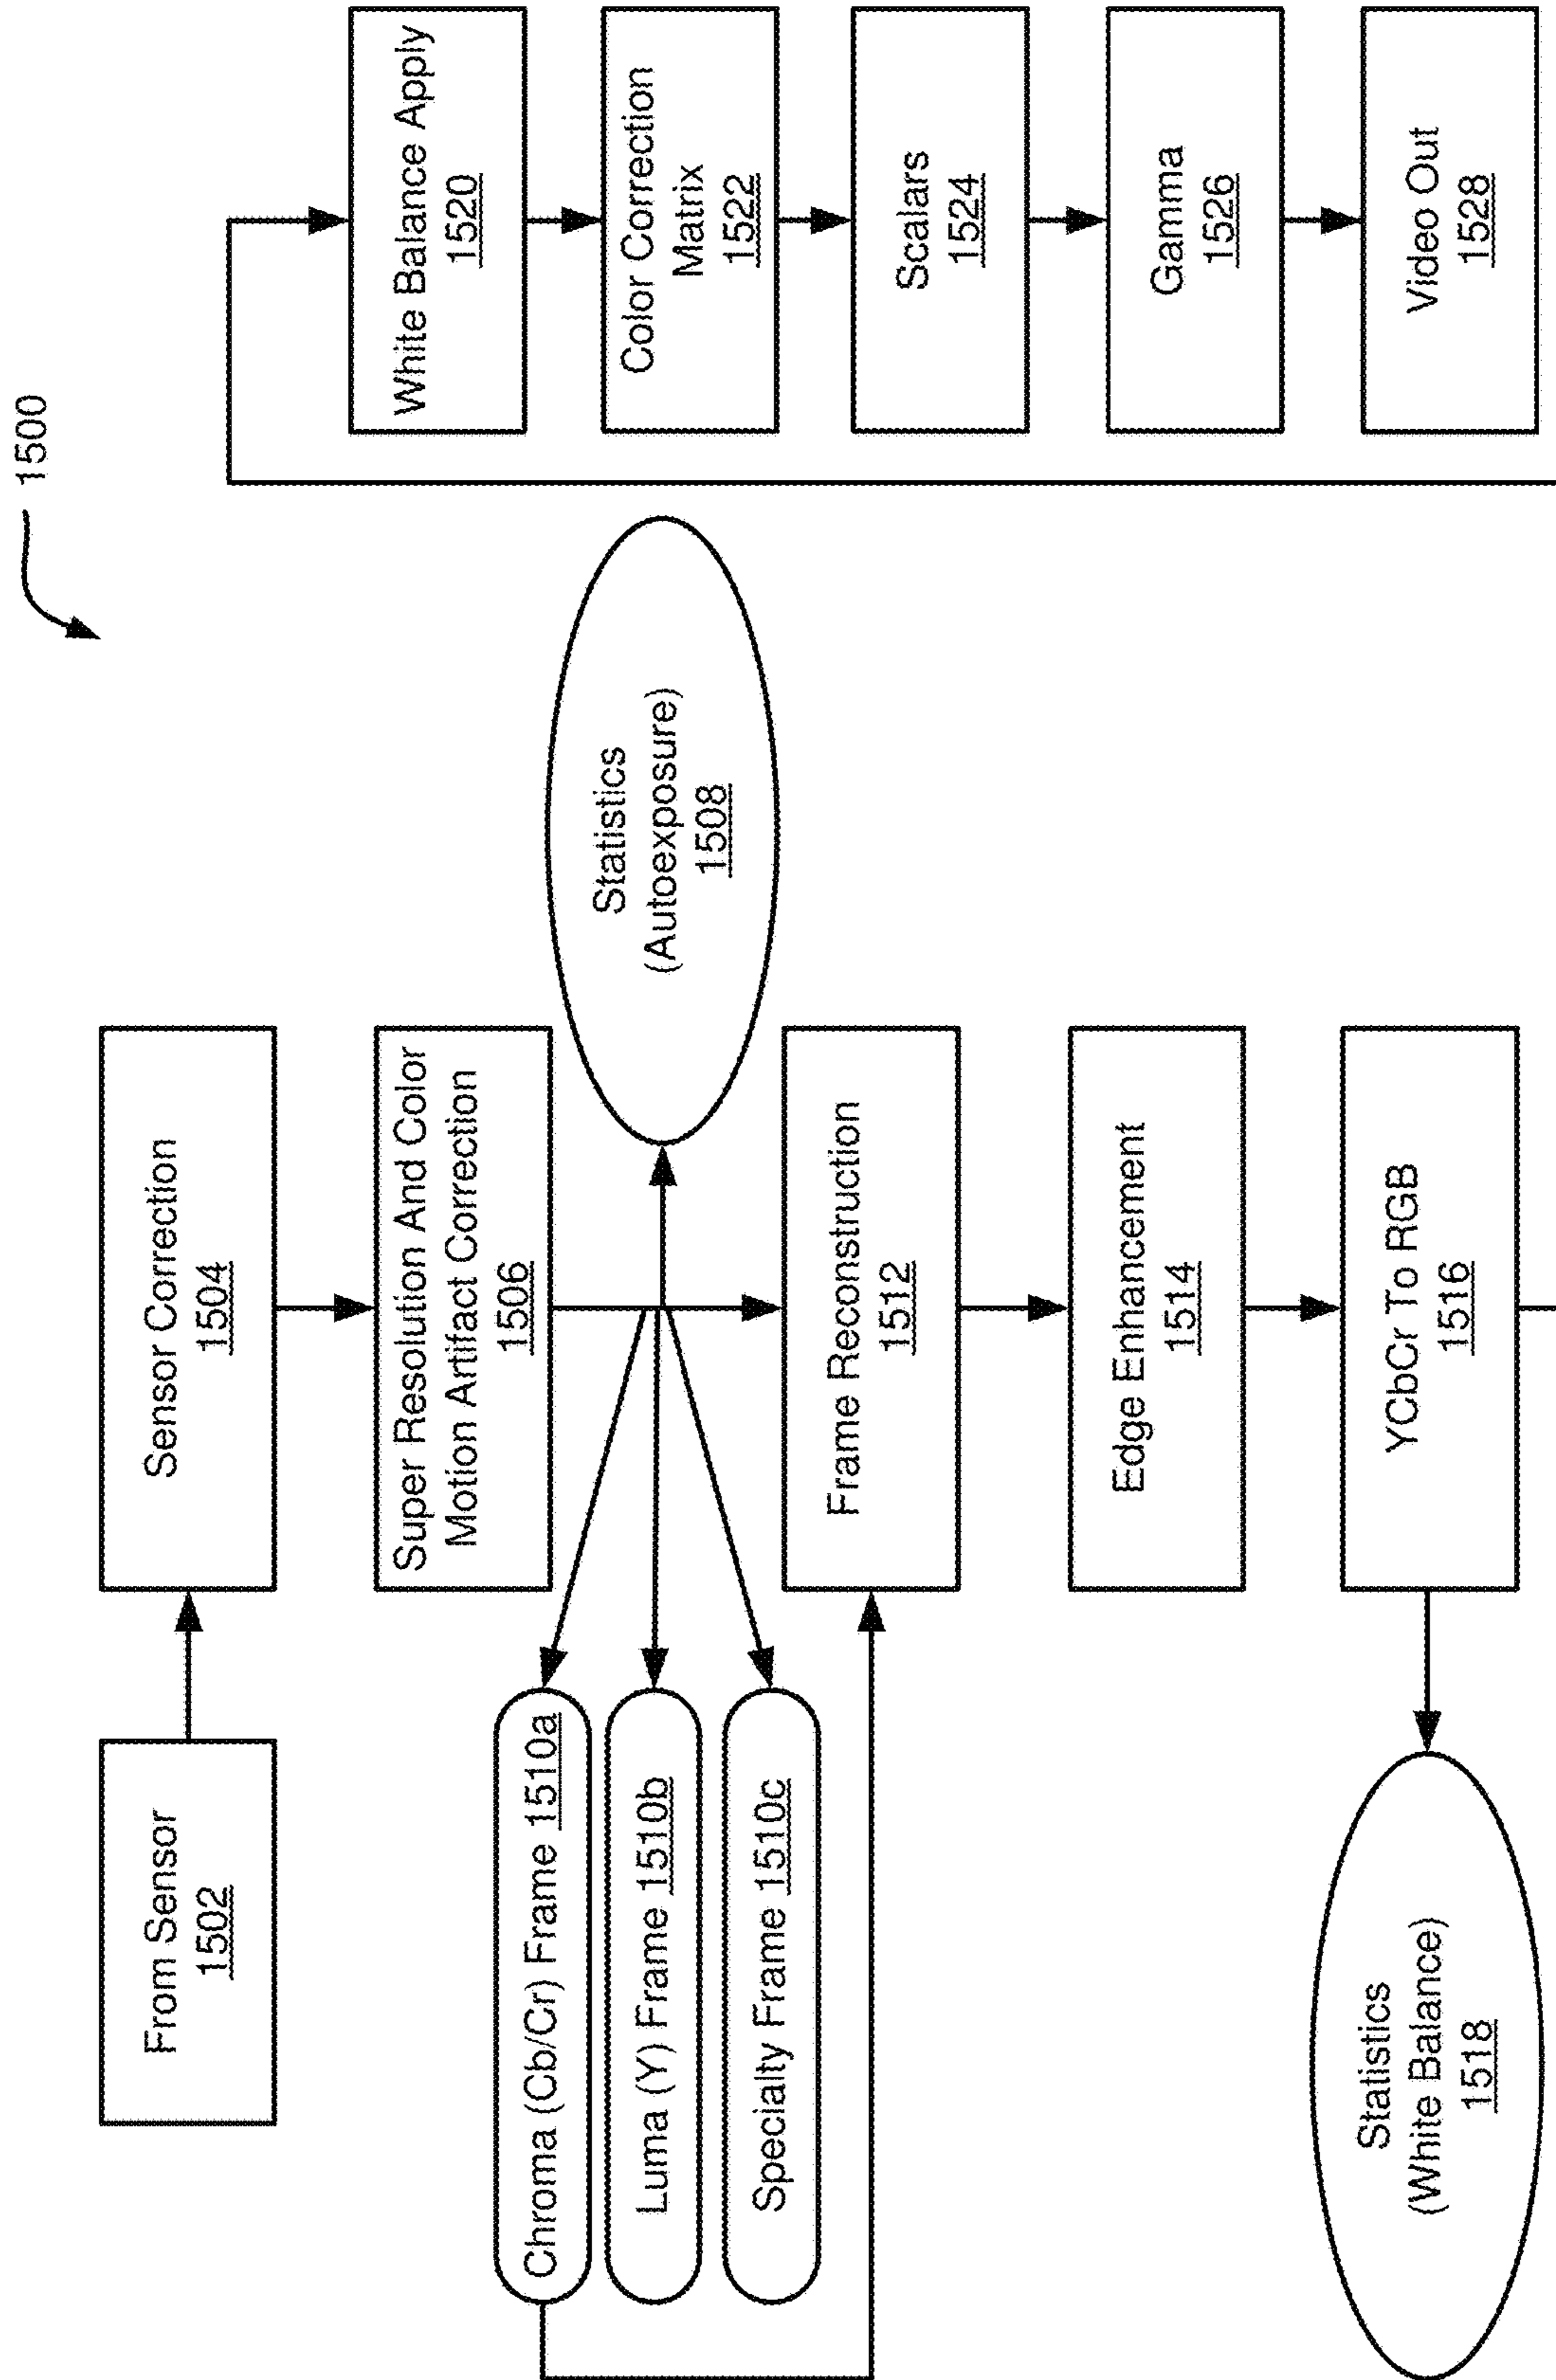 1500
From Sensor
1502
Sensor Correction
1504
Super Resolution And Color
Motion Artifact Correction
1506
Statistics
(Autoexposure)
1508
Chroma (Cb/Cr) Frame 1510a
Luma (Y) Frame 1510b
Specialty Frame 1510c
Frame Reconstruction
1512
Edge Enhancement
1514
YCbCr To RGB
1516
Statistics
(White Balance)
1518
White Balance Apply
1520
Color Correction
Matrix
1522
Scalars
1524
Gamma
1526
Video Out
1528